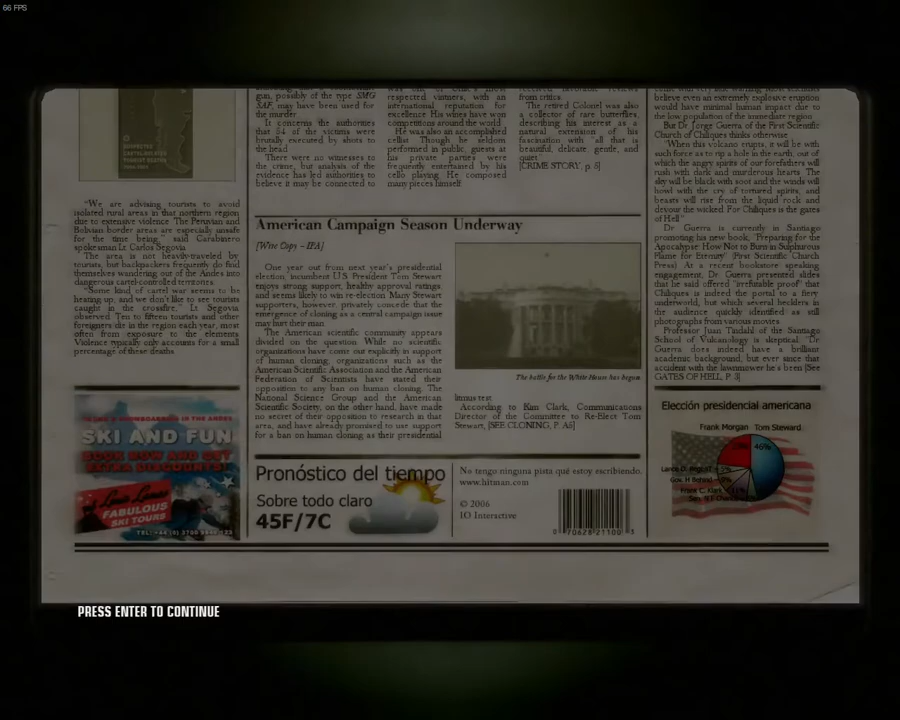 66 FPS
gun, possibly of the type SMG
SAF, may have been used for
the murder.
It concerns the authorities
that 54 of the victims were
brutally executed by shots to
the head
There were no witnesses to
the crime, but analysis of the
evidence has led authorities to
believe it may be connected to
respected vintners, with an
international reputation for
excellence. His wines have won
competitions around the world
He was also an accomplished
cellist. Though he seldom
performed in public, guests at
his private parties were
frequently entertained by his
cello playing. He composed
many pieces himself
received favorable reviews
from critics.
The retired Colonel was also
a collector of rare butterflies,
describing his interest as a
natural extension of his
fascination with "all that is
beautiful, delicate, gentle, and
quiet."
[CRIME STORY, p. 5]
believe even an extremely explosive eruption
would have minimal human impact due to
the low population of the immediate region
But Dr. Jorge Guerra of the First Scientific
Church of Chiliques thinks otherwise
"When this volcano erupts, it will be with
such force as to rip a hole in the earth, out of
which the angry spirits of our forefathers will
rush with dark and murderous hearts. The
sky will be black with soot and the winds will
howl with the cry of tortured spirits, and
beasts will rise from the liquid rock and
devour the wicked. For Chiliques is the gates
of Hell"
Dr. Guerra is currently in Santiago
promoting his new book, "Preparing for the
Apocalypse: How Not to Burn in Sulphurous
Flame for Eternity" (First Scientific Church
Press). At a recent bookstore speaking
engagement, Dr. Guerra presented slides
that he said offered "irrefutable proof" that
Chiliques is indeed the portal to a fiery
underworld, but which several hecklers in
the audience quickly identified as still
photographs from various movies.
Professor Juan Tindahl of the Santiago
School of Vulcanology is skeptical. "Dr.
Guerra does indeed have a brilliant
academic background, but ever since that
accident with the lawnmower he's been [See
GATES OF HELL, P. 3]
"We are advising tourists to avoid
isolated rural areas in that northern region
due to extensive violence. The Peruvian and
Bolivian border areas are especially unsafe
for the time being," said Carabinero
spokesman Lt. Carlos Segovia
The area is not heavily-traveled by
tourists, but backpackers frequently do find
themselves wandering out of the Andes into
dangerous cartel-controlled territories.
"Some kind of cartel war seems to be
heating up, and we don't like to see tourists
caught in the crossfire," Lt. Segovia
observed. Ten to fifteen tourists and other
foreigners die in the region each year, most
often from exposure to the elements.
Violence typically only accounts for a small
percentage of these deaths.
American Campaign Season Underway
[Wire Copy – IPA]
One year out from next year's presidential
election, incumbent U.S. President Tom Stewart
enjoys strong support, healthy approval ratings,
and seems likely to win re-election. Many Stewart
supporters, however, privately concede that the
emergence of cloning as a central campaign issue
may hurt their man.
The American scientific community appears
divided on the question. While no scientific
organizations have come out explicitly in support
of human cloning, organizations such as the
American Scientific Association and the American
Federation of Scientists have stated their
opposition to any ban on human cloning. The
National Science Group and the American
Scientific Society, on the other hand, have made
no secret of their opposition to research in that
area, and have already promised to use support
for a ban on human cloning as their presidential
The battle for the White House has begun.
litmus test
According to Kim Clark, Communications
Director of the Committee to Re-Elect Tom
Stewart, [SEE CLONING, P. A5]
SKI AND FUN
BOOK NOW AND GET
EXTRA DISCOUNTS!
FABULOUS
SKI TOURS
Pronóstico del tiempo
Sobre todo claro
45F/7C
No tengo ninguna pista qué estoy escribiendo.
www.hitman.com
© 2006
IO Interactive
0 70628 21100 3
Elección presidencial americana
Frank Morgan Tom Steward
46%
PRESS ENTER TO CONTINUE